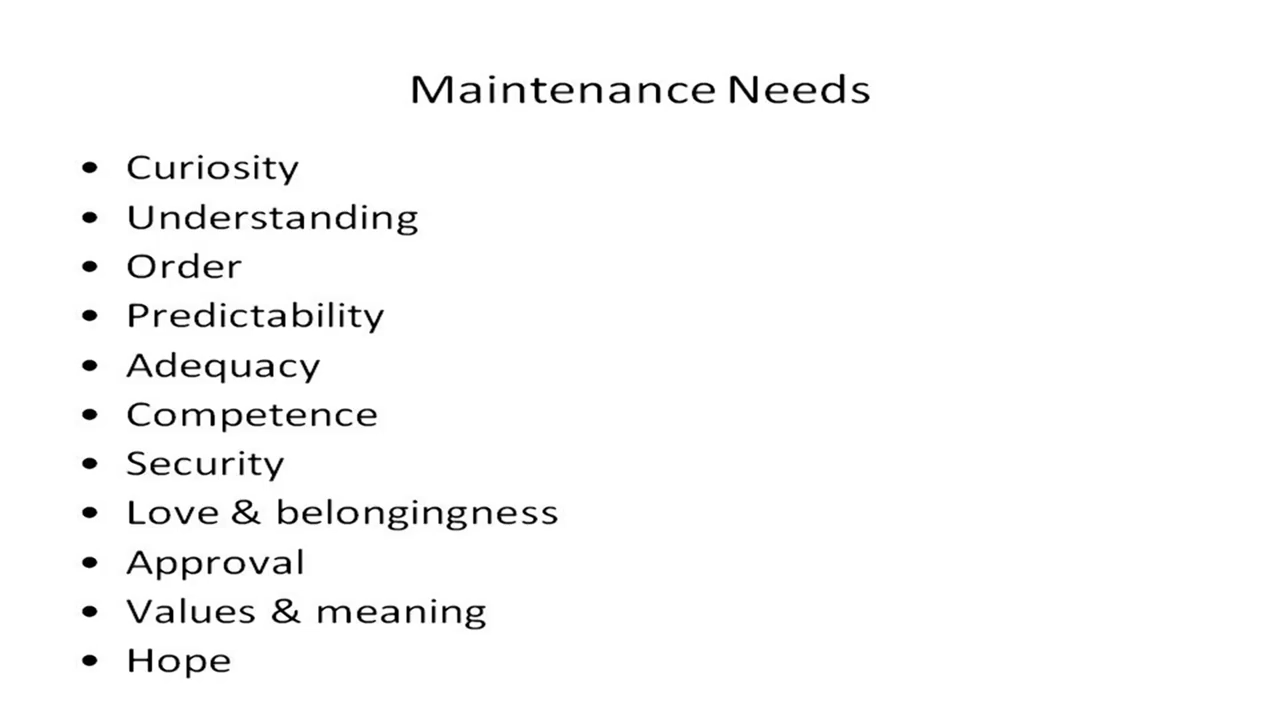 Maintenance Needs
• Curiosity
• Understanding
• Order
• Predictability
• Adequacy
• Competence
• Security
• Love & belongingness
• Approval
• Values & meaning
• Hope